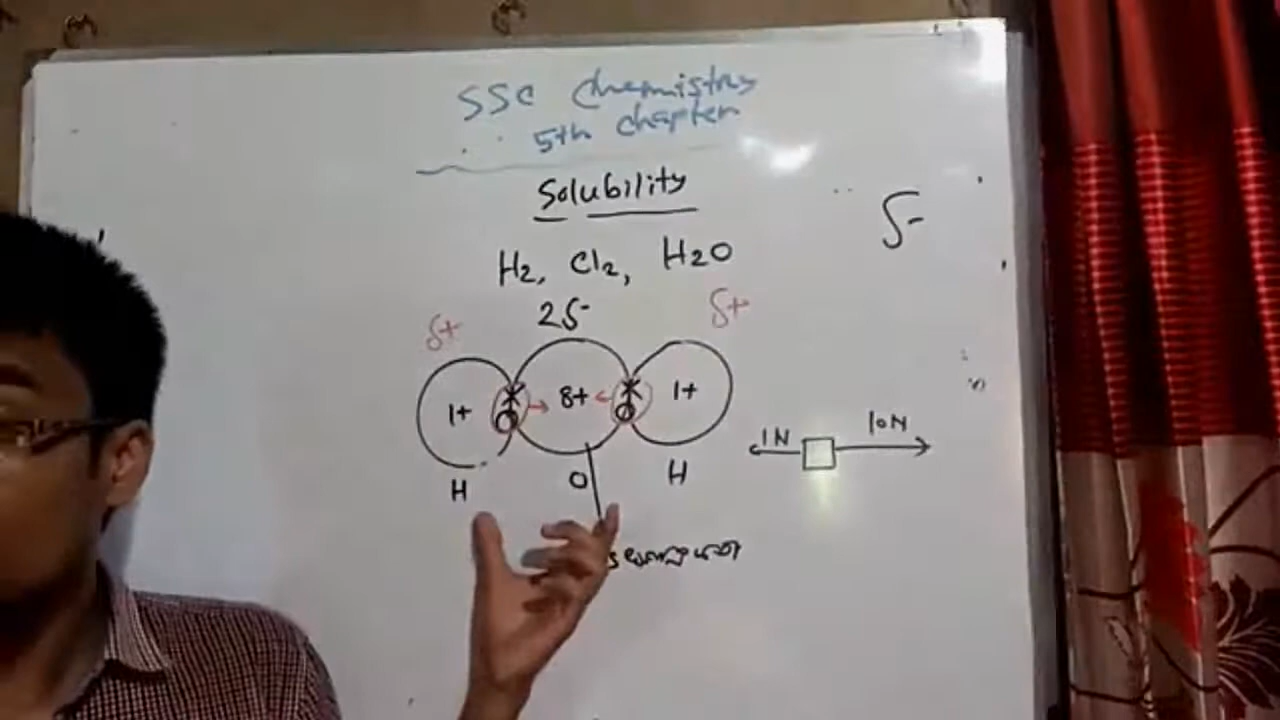 SSC Chemistry
5th chapter
Solubility
δ-
H2, Cl2, H2O
δ+ 2δ- δ+
1+ 8+ 1+
1N 10N
H O H